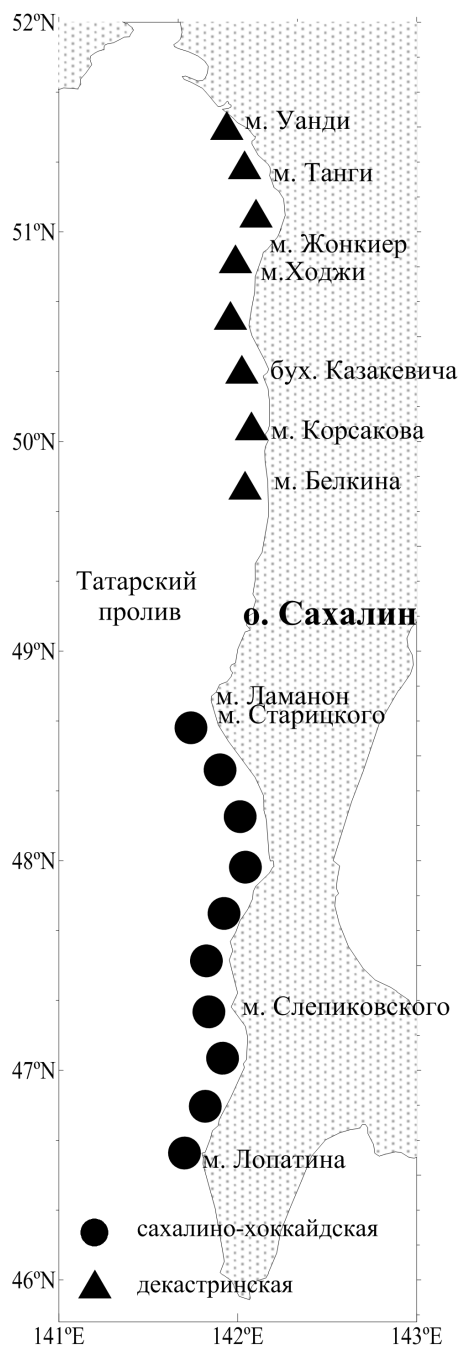 52ºN
м. Уанди
м. Танги
51ºN
м. Жонкиер
м.Ходжи
бух. Казакевича
50ºN
м. Корсакова
м. Белкина
Татарский
пролив
о. Сахалин
49ºN
м. Ламанон
м. Старицкого
48ºN
м. Слепиковского
47ºN
м. Лопатина
сахалино-хоккайдская
46ºN
декастринская
141ºE
142ºE
143ºE